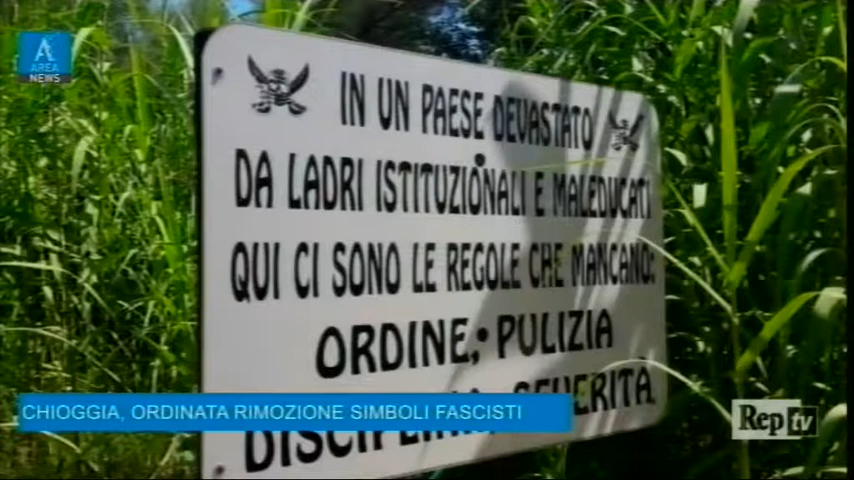 AREA
NEWS
IN UN PAESE DEVASTATO
DA LADRI ISTITUZIONALI E MALEDUCATI
QUI CI SONO LE REGOLE CHE MANCANO:
ORDINE, PULIZIA
DISCIPLINA SEVERITÀ
CHIOGGIA, ORDINATA RIMOZIONE SIMBOLI FASCISTI
Rep tv